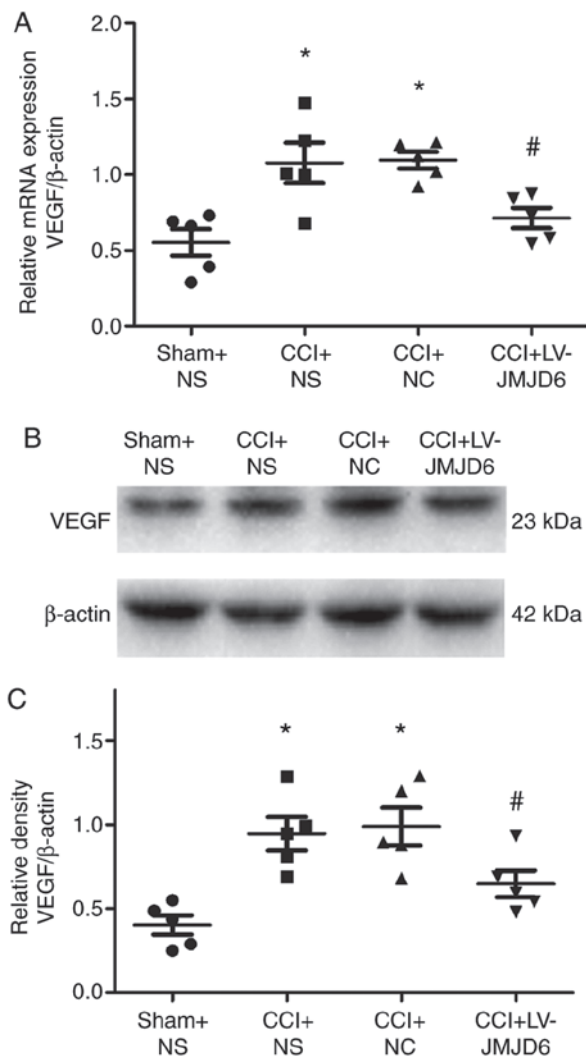 A
Relative mRNA expression
VEGF/β-actin
2.0
1.5
1.0
0.5
0.0
*
*
#
Sham+
NS
CCI+
NS
CCI+
NC
CCI+LV-
JMJD6
B
Sham+
NS
CCI+
NS
CCI+
NC
CCI+LV-
JMJD6
VEGF
23 kDa
β-actin
42 kDa
C
Relative density
VEGF/β-actin
1.5
1.0
0.5
0.0
*
*
#
Sham+
NS
CCI+
NS
CCI+
NC
CCI+LV-
JMJD6